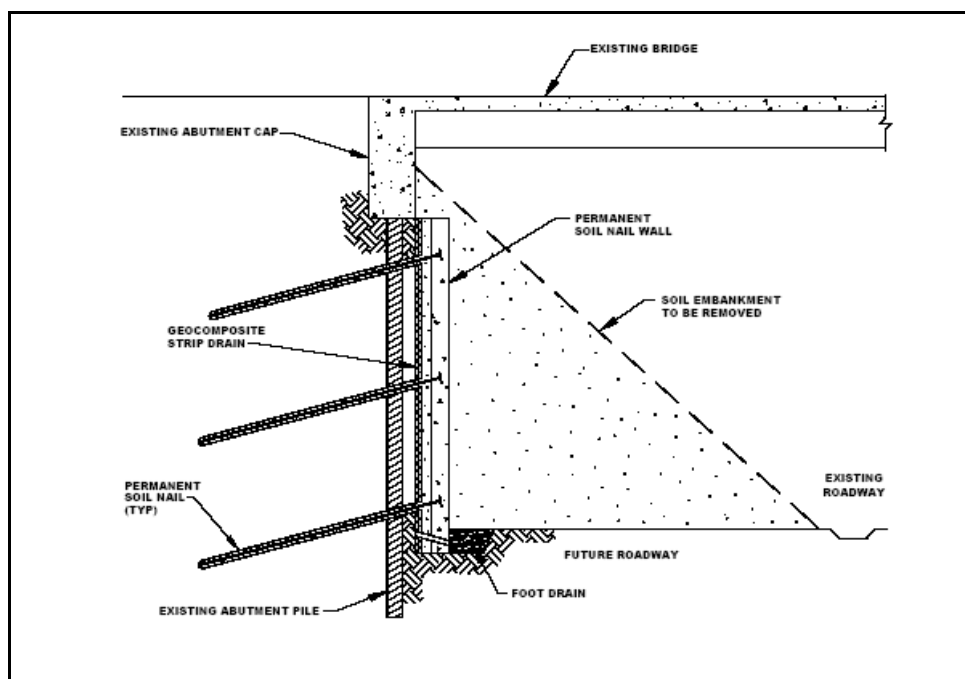 EXISTING BRIDGE
EXISTING ABUTMENT CAP
PERMANENT
SOIL NAIL WALL
SOIL EMBANKMENT
TO BE REMOVED
GEOCOMPOSITE
STRIP DRAIN
PERMANENT
SOIL NAIL
(TYP)
EXISTING
ROADWAY
FUTURE ROADWAY
FOOT DRAIN
EXISTING ABUTMENT PILE